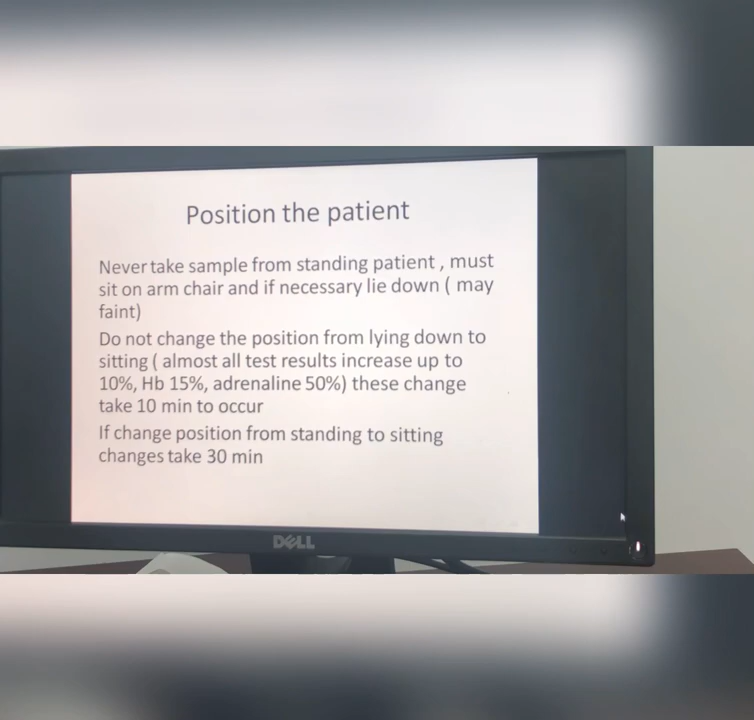 Position the patient
Never take sample from standing patient , must
sit on arm chair and if necessary lie down ( may
faint)
Do not change the position from lying down to
sitting ( almost all test results increase up to
10%, Hb 15%, adrenaline 50%) these change
take 10 min to occur
If change position from standing to sitting
changes take 30 min
DELL